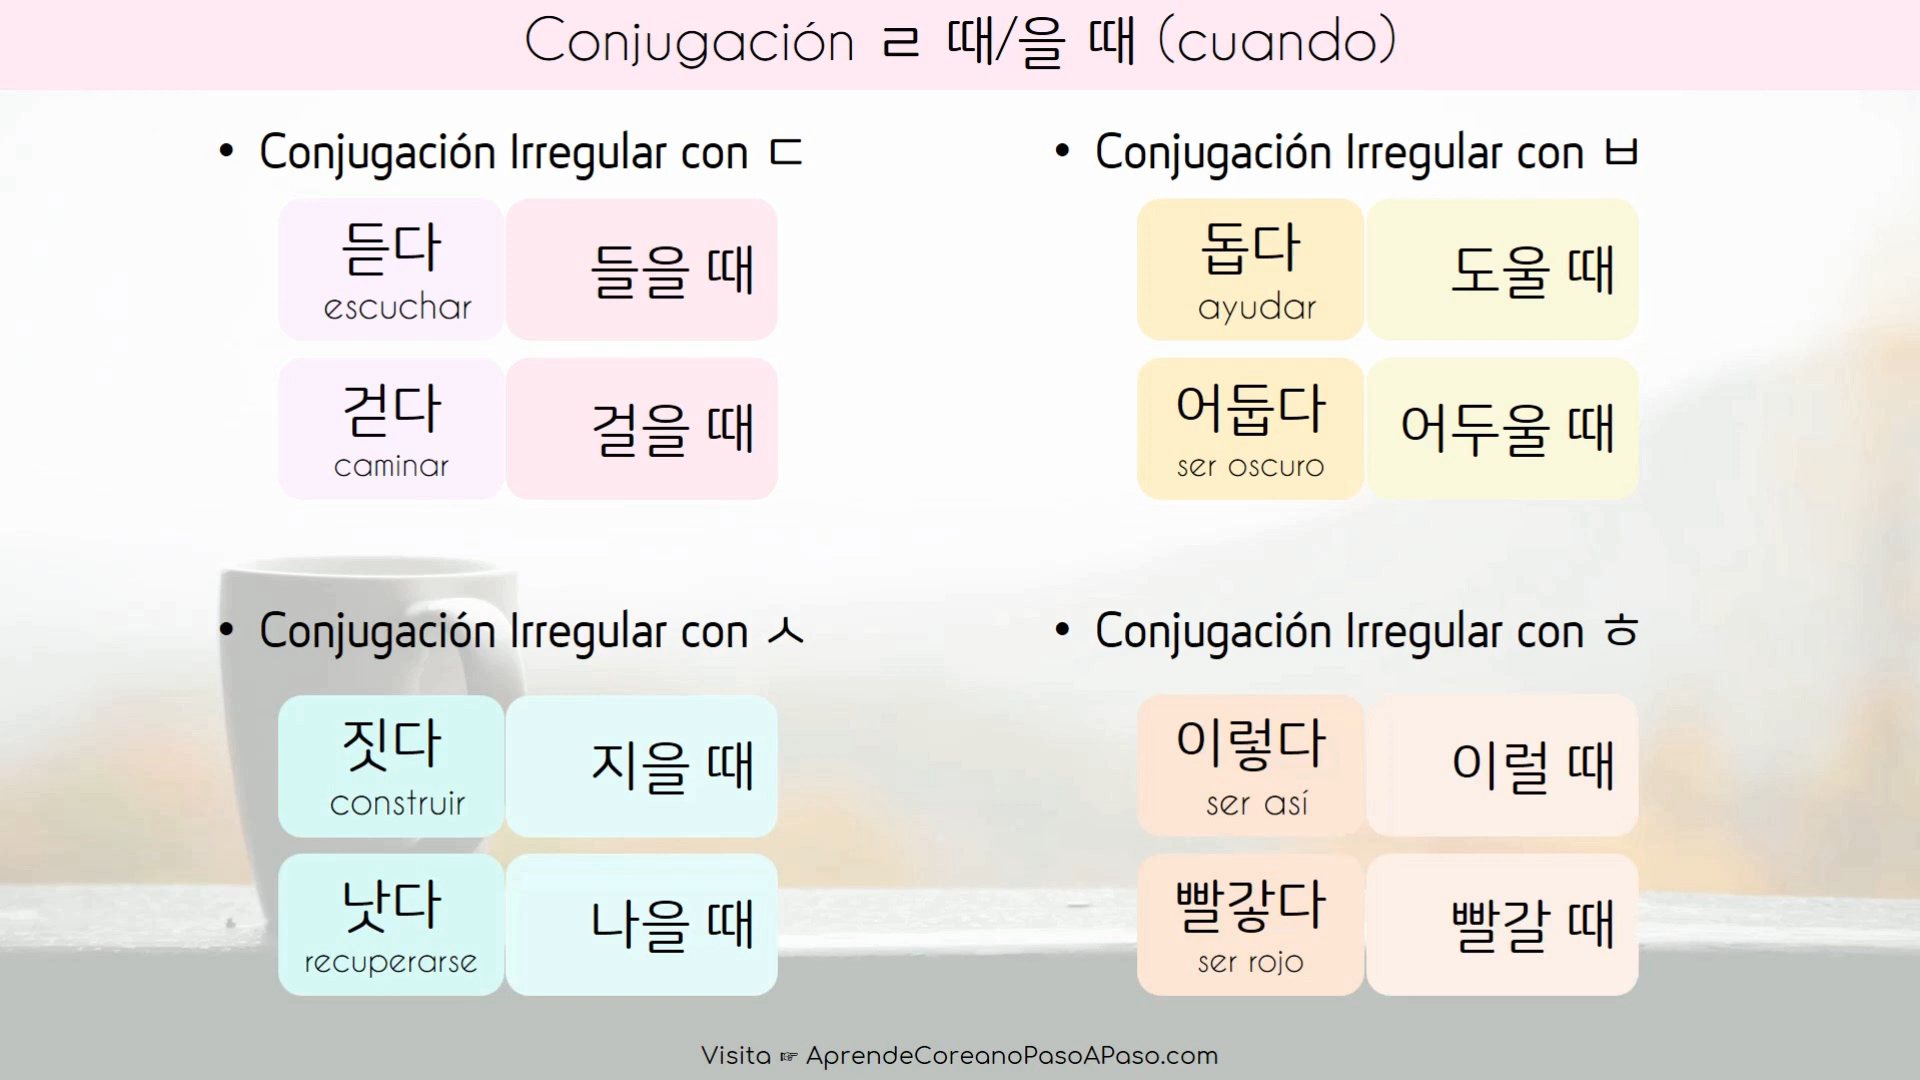 Conjugación ㄹ 때/을 때 (cuando)
• Conjugación Irregular con ㄷ
듣다
escuchar
들을 때
걷다
caminar
걸을 때
• Conjugación Irregular con ㅂ
돕다
ayudar
도울 때
어둡다
ser oscuro
어두울 때
• Conjugación Irregular con ㅅ
짓다
construir
지을 때
낫다
recuperarse
나을 때
• Conjugación Irregular con ㅎ
이렇다
ser así
이럴 때
빨갛다
ser rojo
빨갈 때
Visita ☞ AprendeCoreanoPasoAPaso.com